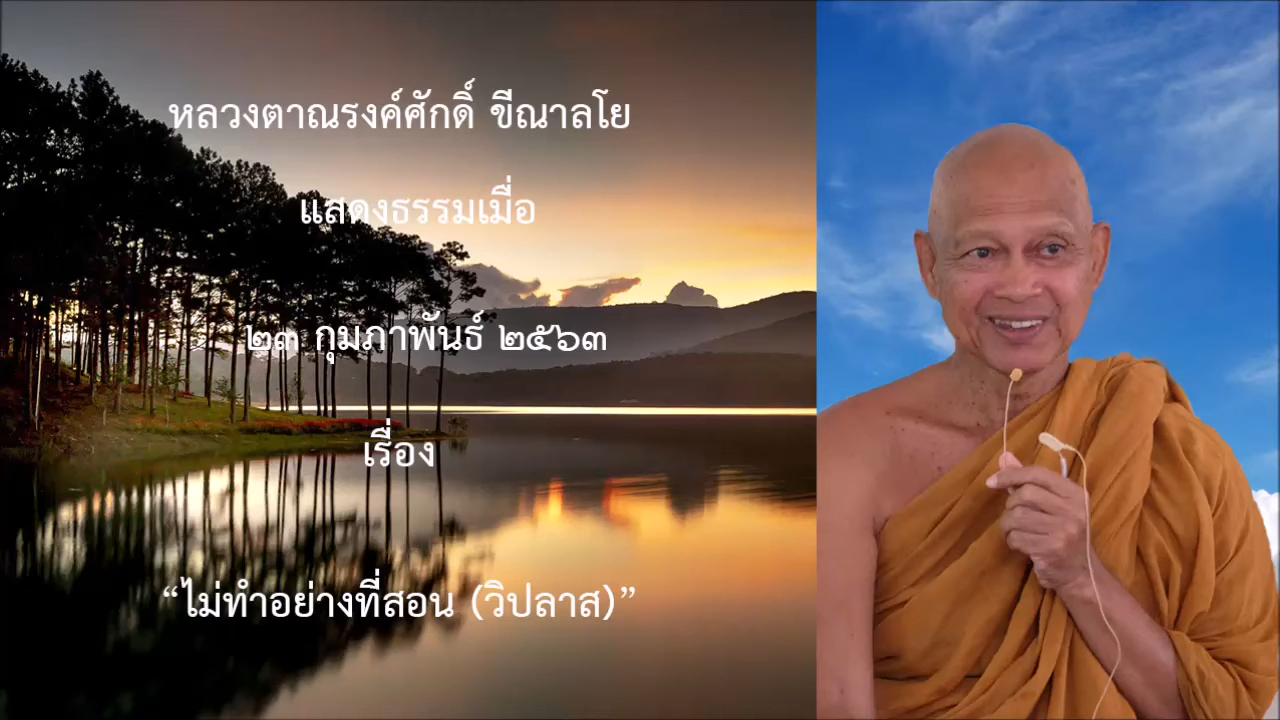 หลวงตาณรงค์ศักดิ์ ขีณาลโย
แสดงธรรมเมื่อ
๒๓ กุมภาพันธ์ ๒๕๖๓
เรื่อง
“ไม่ทำอย่างที่สอน (วิปลาส)”